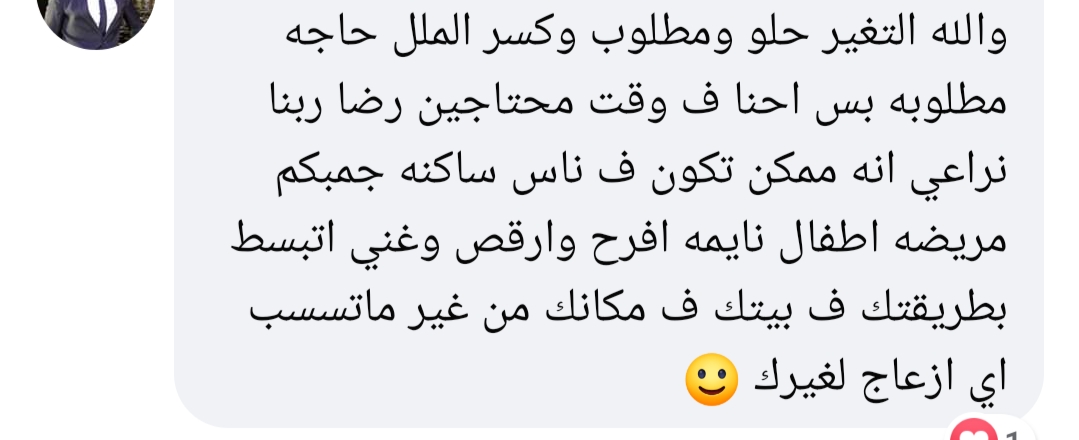 والله التغير حلو ومطلوب وكسر الملل حاجه
مطلوبه بس احنا ف وقت محتاجين رضا ربنا
نراعي انه ممكن تكون ف ناس ساكنه جمبكم
مريضه اطفال نايمه افرح وارقص وغني اتبسط
بطريقتك ف بيتك ف مكانك من غير ماتسسب
اي ازعاج لغيرك 🙂
1